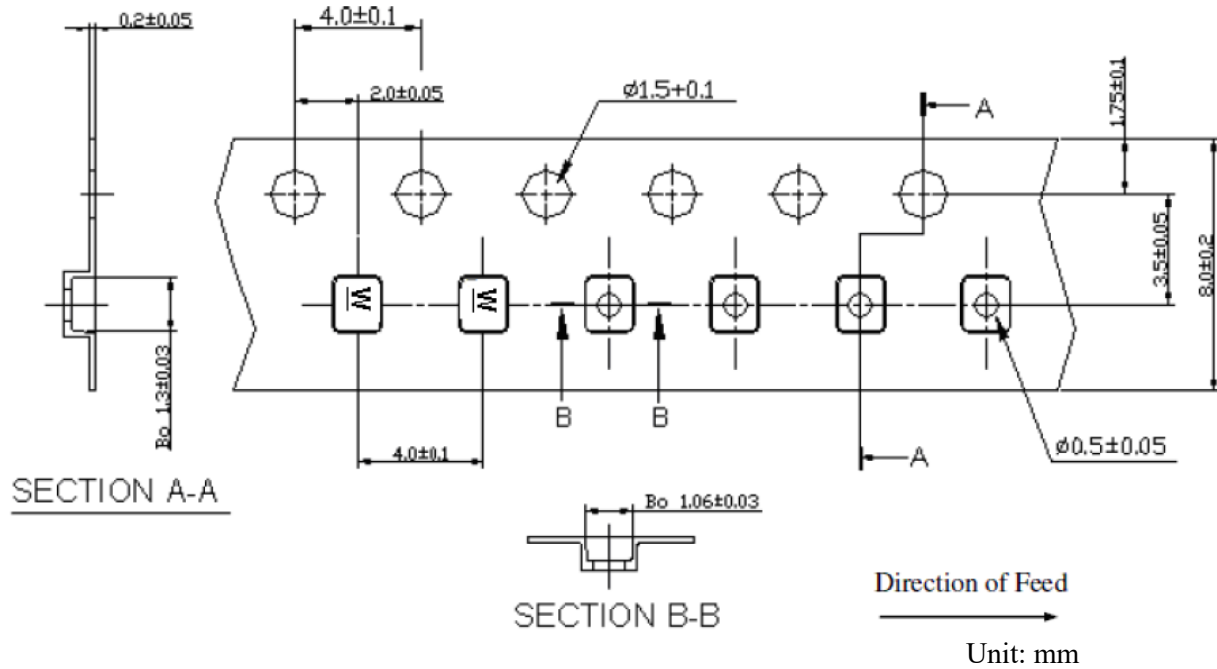 0.2±0.05
4.0±0.1
2.0±0.05
ø1.5+0.1
A
1.75±0.1
3.5±0.05
8.0±0.2
W
W
Bo 1.3±0.03
B
B
4.0±0.1
A
ø0.5±0.05
SECTION A-A
Bo 1.06±0.03
SECTION B-B
Direction of Feed
Unit: mm